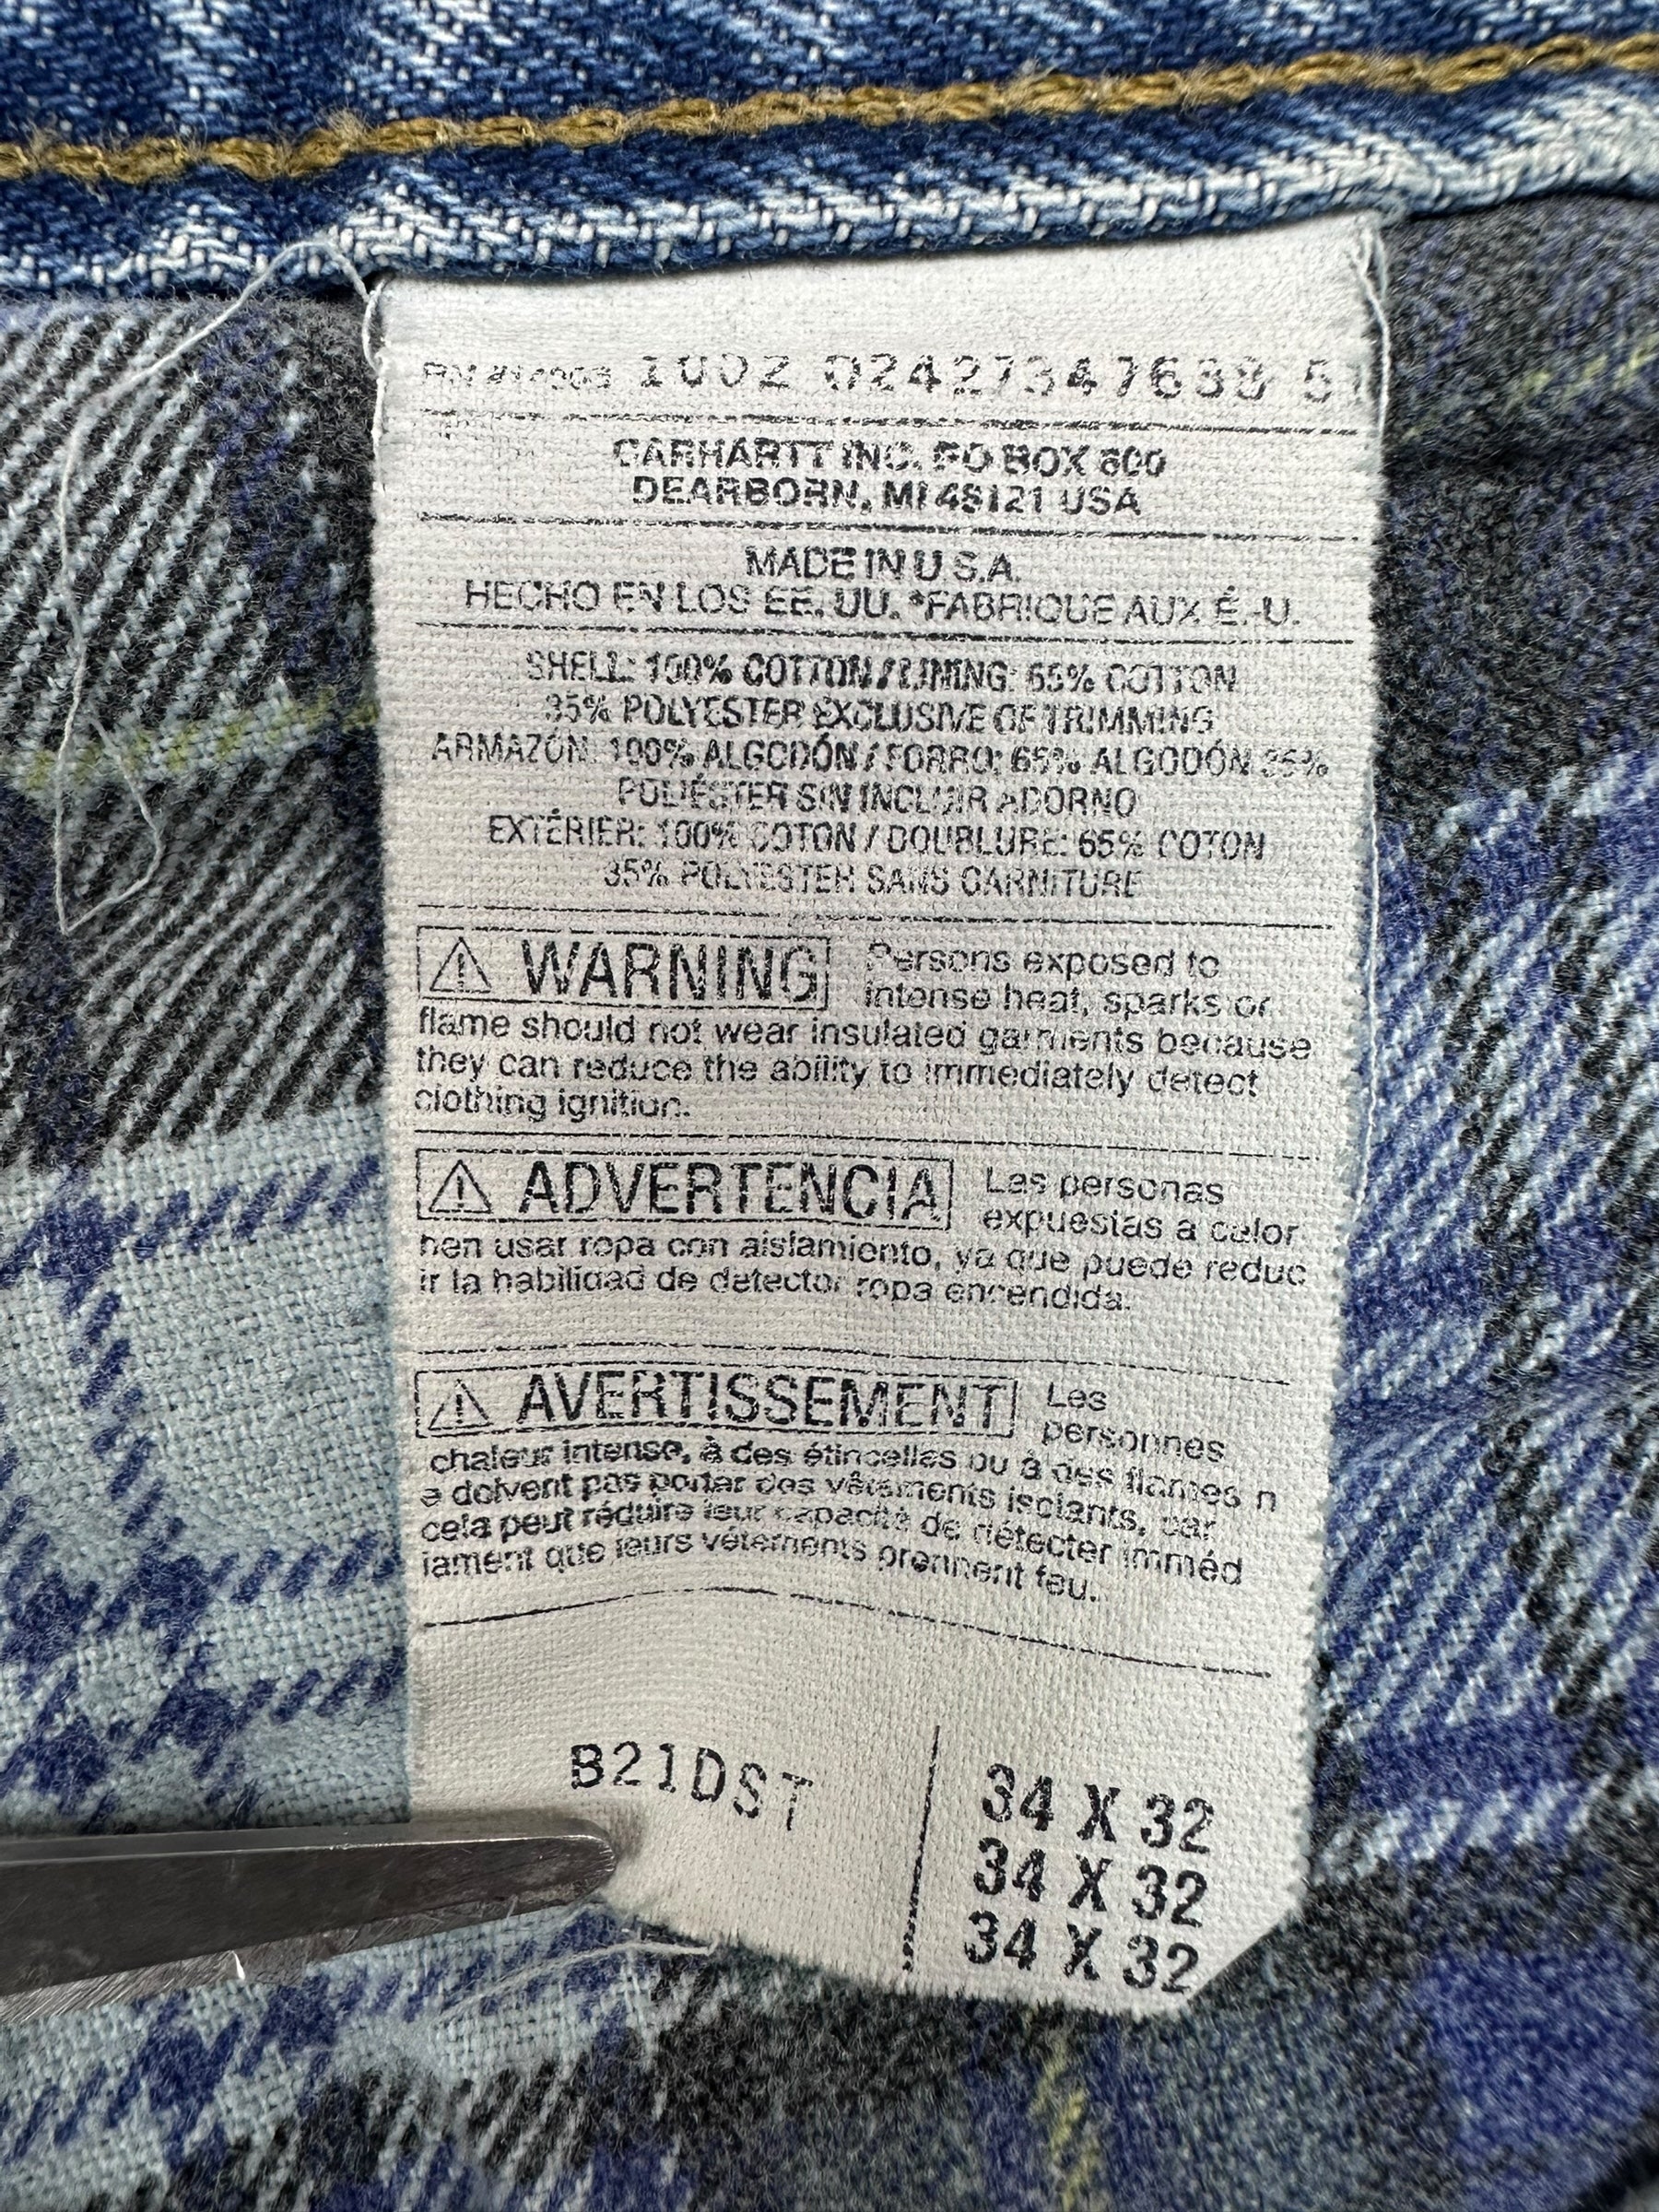 1002 0242734763 5
CARHARTT INC. PO BOX 600
DEARBORN, MI 48121 USA
MADE IN U.S.A.
HECHO EN LOS EE. UU. *FABRIQUE AUX É.-U.
SHELL: 100% COTTON / LINING: 65% COTTON
35% POLYESTER EXCLUSIVE OF TRIMMING
ARMAZÓN: 100% ALGODÓN / FORRO: 65% ALGODÓN 35%
POLIÉSTER SIN INCLUIR ADORNO
EXTÉRIER: 100% COTON / DOUBLURE: 65% COTON
35% POLYESTER SANS GARNITURE
WARNING Persons exposed to
intense heat, sparks or
flame should not wear insulated garments because
they can reduce the ability to immediately detect
clothing ignition.
ADVERTENCIA Las personas
expuestas a calor
nen usar ropa con aislamiento, ya que puede reduc
ir la habilidad de detector ropa encendida.
AVERTISSEMENT Les
personnes
chaleur intense, à des étincelles ou à des flames n
e doivent pas porter des vêtements isolants, car
cela peut réduire leur capacité de détecter imméd
iament que leurs vétements prennent feu.
B21DST
34 X 32
34 X 32
34 X 32